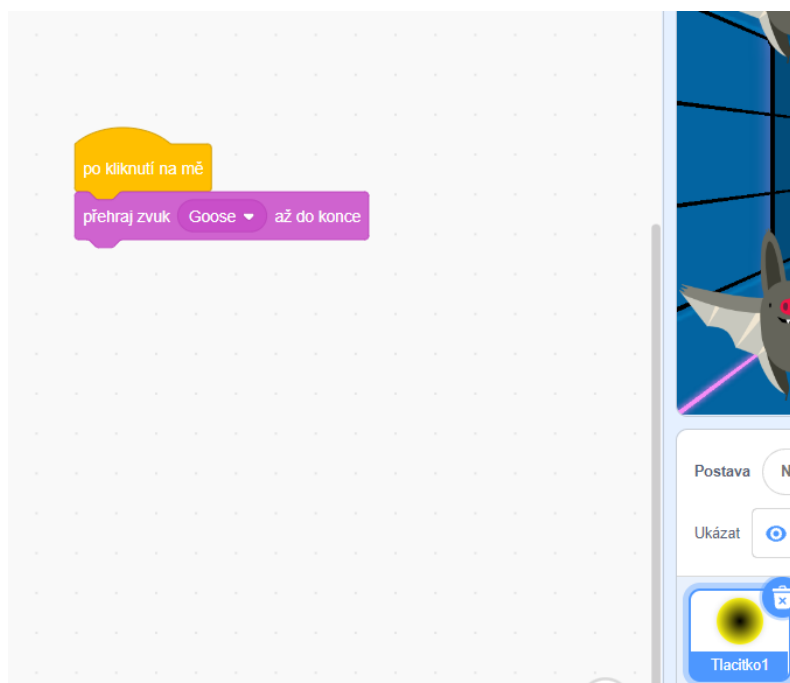 po kliknutí na mě
přehraj zvuk Goose až do konce
Postava N
Ukázat
Tlacitko1